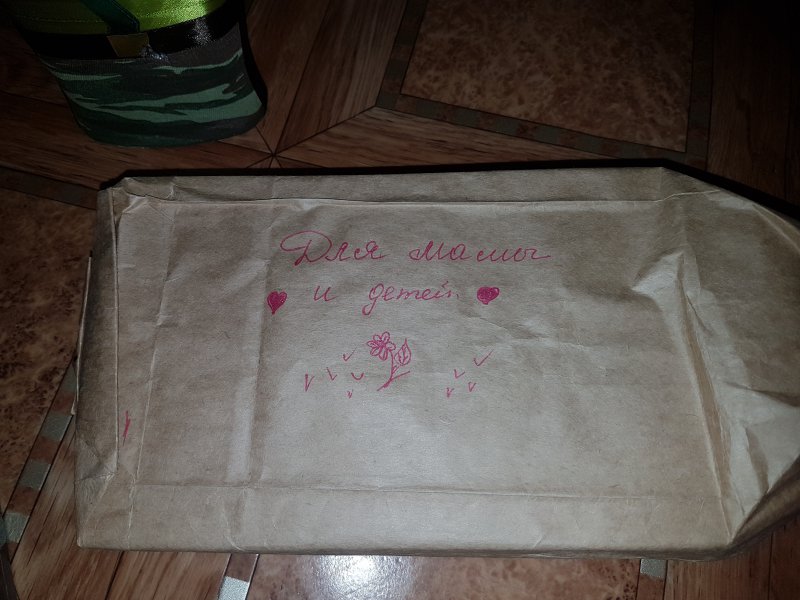 Для мамы
и детей.